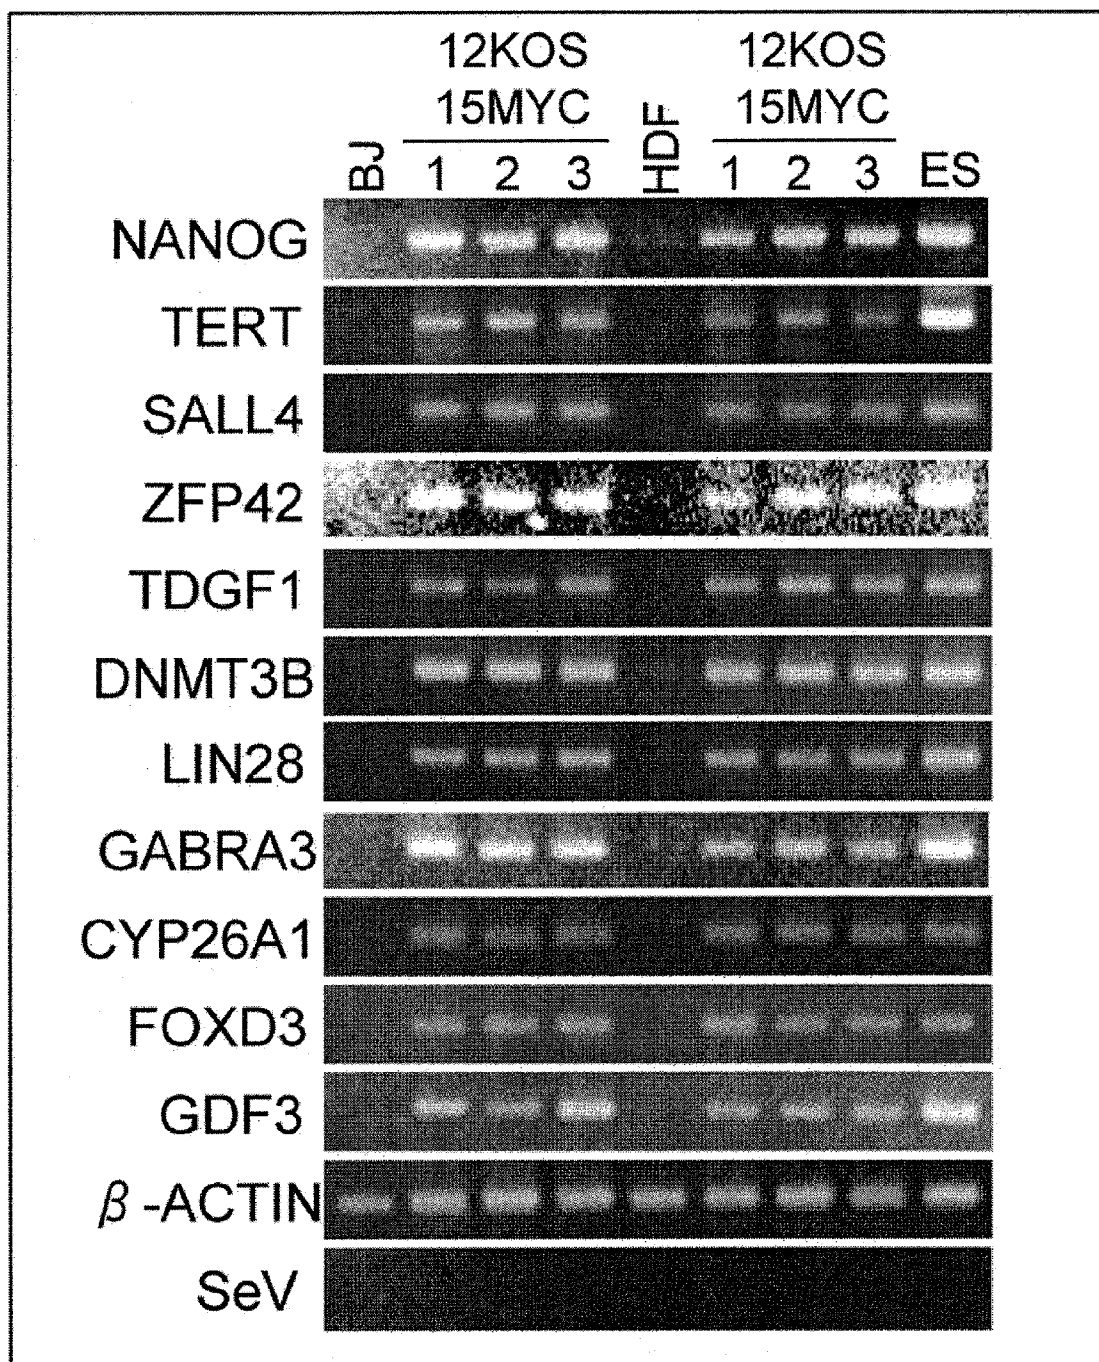 12KOS 12KOS
15MYC 15MYC
BJ 1 2 3 HDF 1 2 3 ES
NANOG
TERT
SALL4
ZFP42
TDGF1
DNMT3B
LIN28
GABRA3
CYP26A1
FOXD3
GDF3
β-ACTIN
SeV